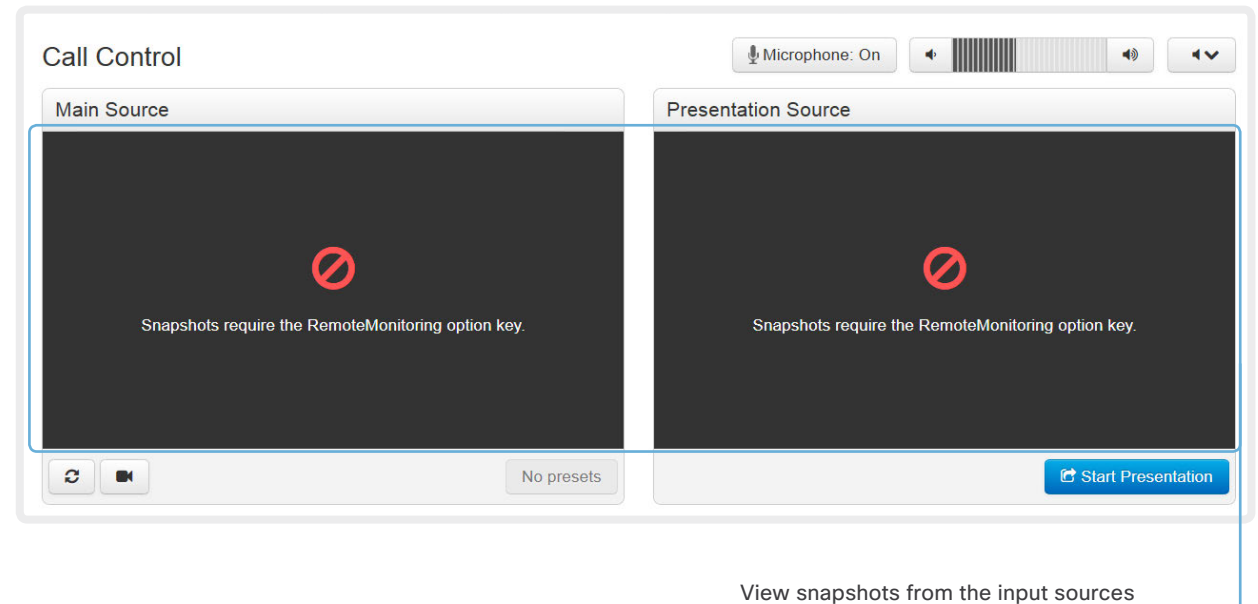 Call Control
Microphone: On
Main Source
Presentation Source
Snapshots require the RemoteMonitoring option key.
Snapshots require the RemoteMonitoring option key.
No presets
Start Presentation
View snapshots from the input sources